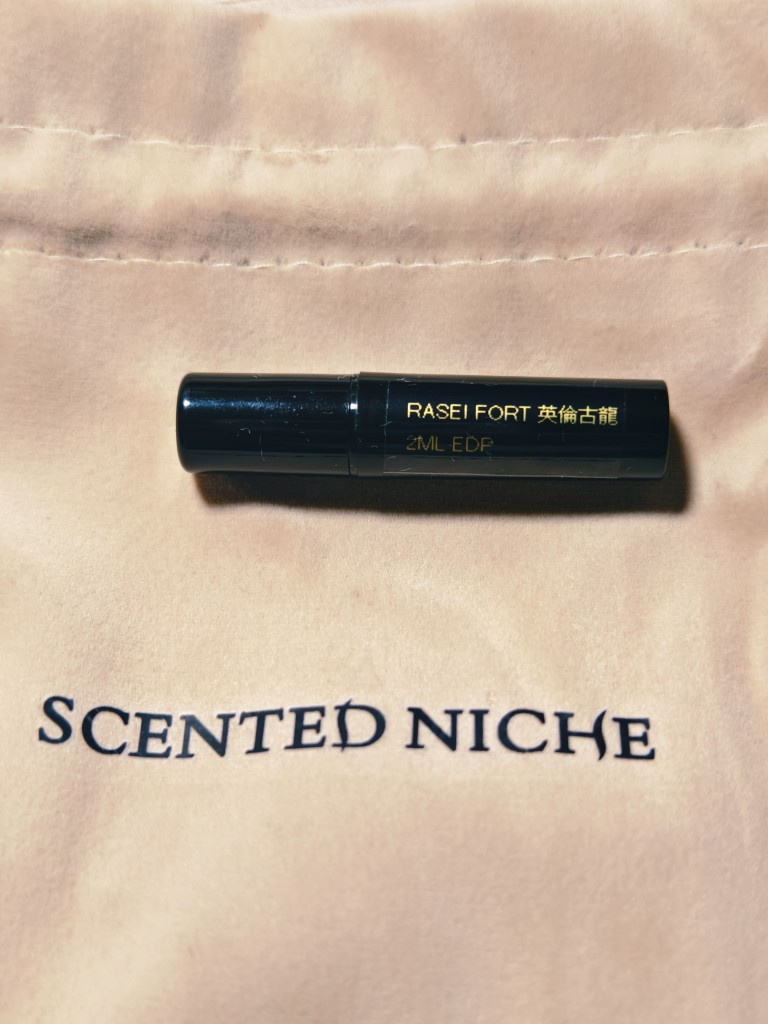 RASEI FORT 英倫古龍
2ML EDP
SCENTED NICHE